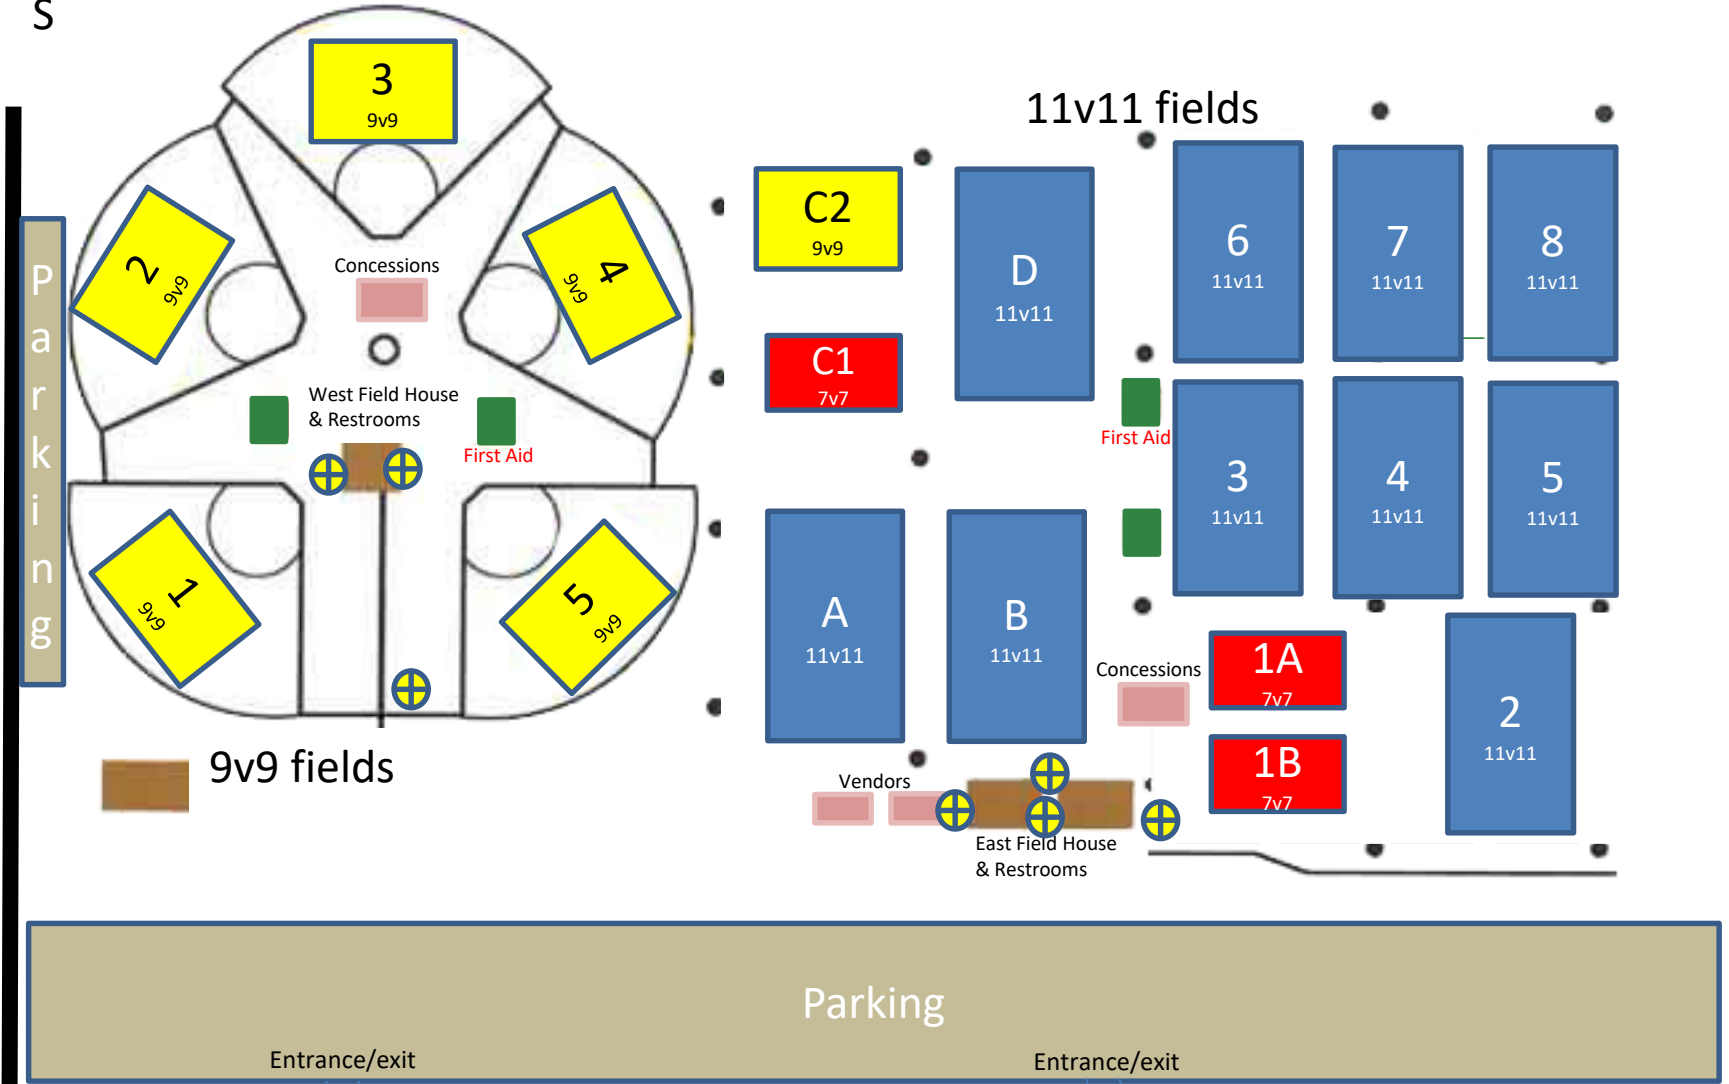 S
3
9v9
2
9v9
4
9v9
Concessions
West Field House
& Restrooms
First Aid
1
9v9
5
9v9
9v9 fields
Parking
11v11 fields
C2
9v9
C1
7v7
D
11v11
6
11v11
7
11v11
8
11v11
First Aid
3
11v11
4
11v11
5
11v11
A
11v11
B
11v11
Concessions
1A
7v7
1B
7v7
2
11v11
Vendors
East Field House
& Restrooms
Parking
Entrance/exit
Entrance/exit